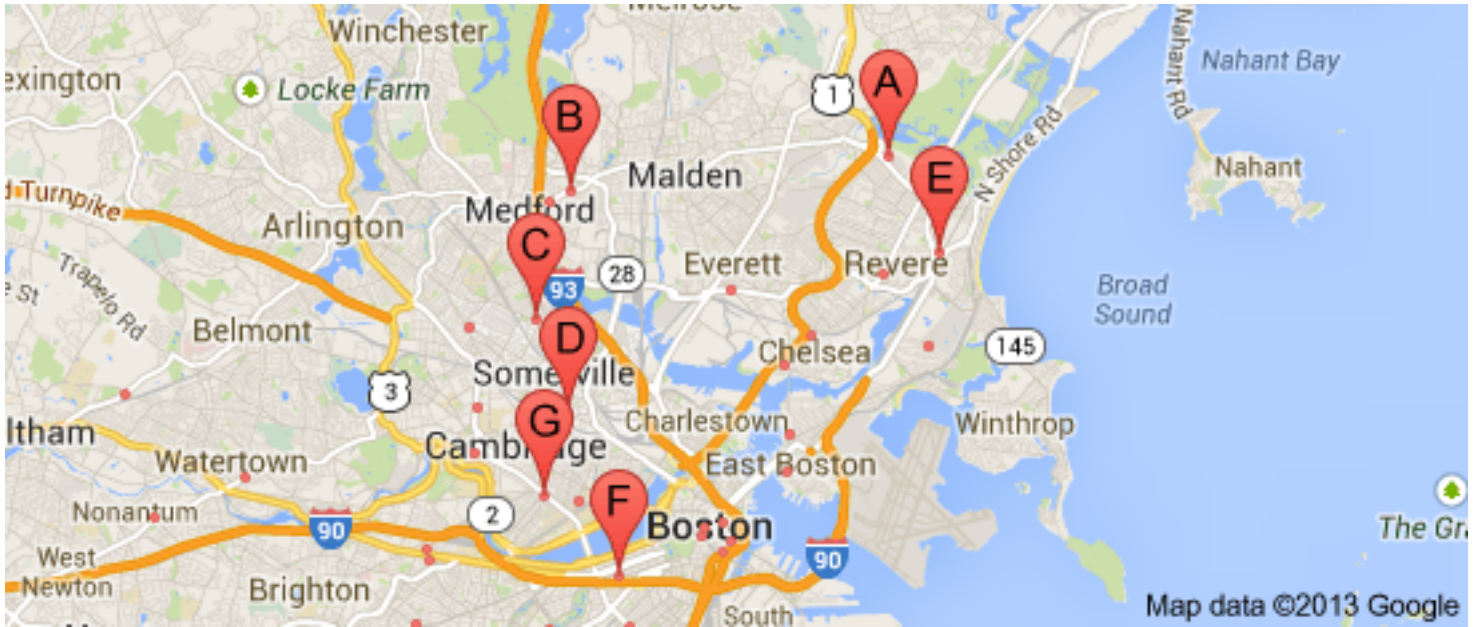 Melrose
Winchester
Nahant Rd
Nahant Bay
exington
Locke Farm
A
1
B
N Shore Rd
Malden
E
Nahant
d Turnpike
Medford
Arlington
C
28
Everett
Revere
93
Trapelo Rd
e St
Broad
Sound
Belmont
D
145
Chelsea
Somerville
3
G
Charlestown
Winthrop
ltham
Cambridge
Watertown
East Boston
F
Nonantum
2
90
Boston
The Gra
West
Newton
90
Brighton
South
Map data ©2013 Google